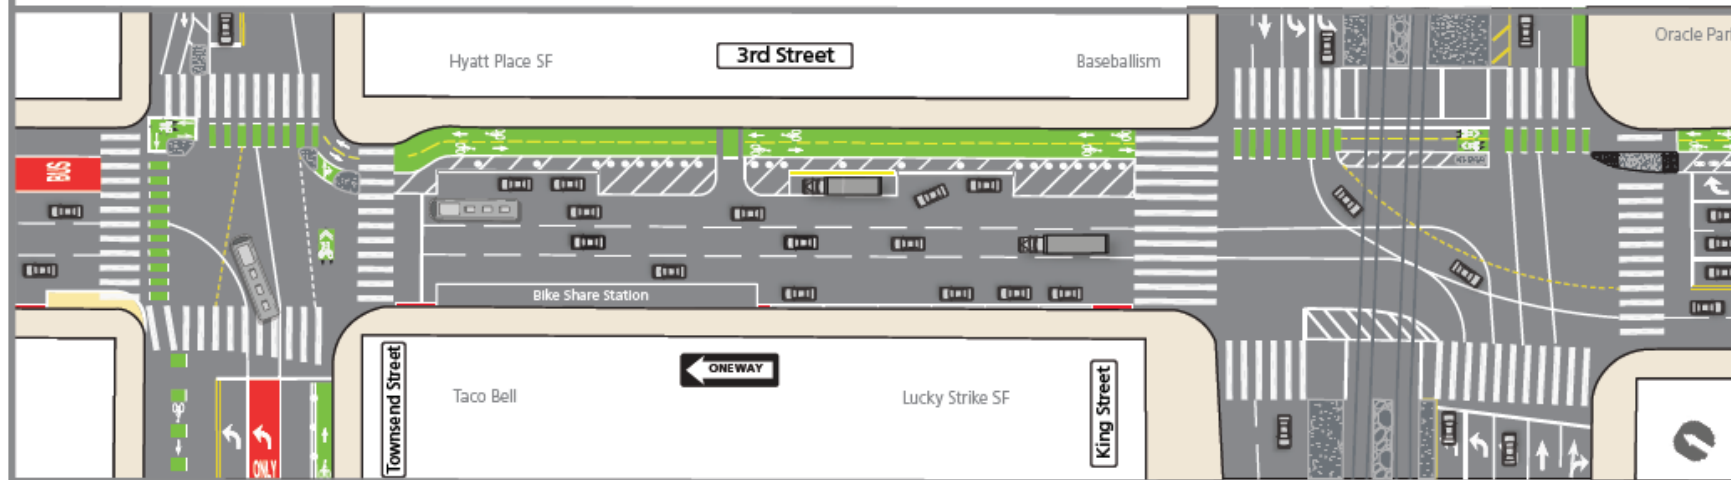 Hyatt Place SF
3rd Street
Baseballism
Oracle Par
BUS
Bike Share Station
Townsend Street
Taco Bell
ONEWAY
Lucky Strike SF
King Street
ONLY